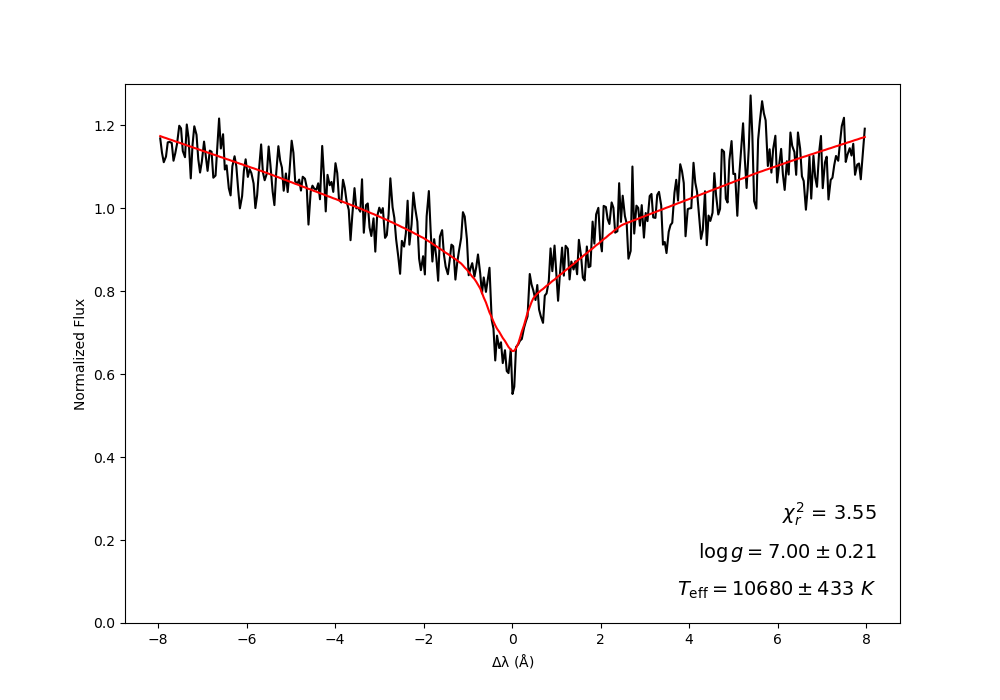 1.2
1.0
0.8
0.6
0.4
0.2
0.0
Normalized Flux
χ²ᵣ = 3.55
log g = 7.00 ± 0.21
T_eff = 10680 ± 433 K
−8 −6 −4 −2 0 2 4 6 8
Δλ (Å)